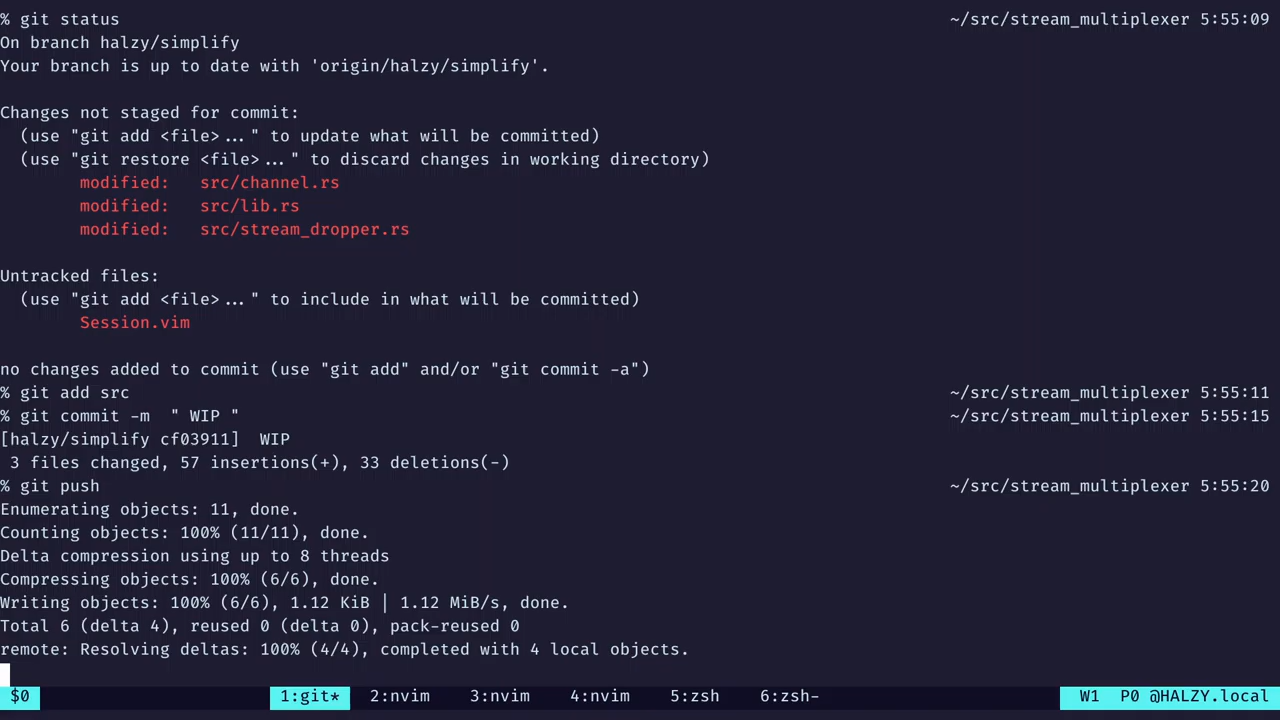 % git status ~/src/stream_multiplexer 5:55:09
On branch halzy/simplify
Your branch is up to date with 'origin/halzy/simplify'.
Changes not staged for commit:
(use "git add <file>..." to update what will be committed)
(use "git restore <file>..." to discard changes in working directory)
modified: src/channel.rs
modified: src/lib.rs
modified: src/stream_dropper.rs
Untracked files:
(use "git add <file>..." to include in what will be committed)
Session.vim
no changes added to commit (use "git add" and/or "git commit -a")
% git add src ~/src/stream_multiplexer 5:55:11
% git commit -m " WIP " ~/src/stream_multiplexer 5:55:15
[halzy/simplify cf03911] WIP
3 files changed, 57 insertions(+), 33 deletions(-)
% git push ~/src/stream_multiplexer 5:55:20
Enumerating objects: 11, done.
Counting objects: 100% (11/11), done.
Delta compression using up to 8 threads
Compressing objects: 100% (6/6), done.
Writing objects: 100% (6/6), 1.12 KiB | 1.12 MiB/s, done.
Total 6 (delta 4), reused 0 (delta 0), pack-reused 0
remote: Resolving deltas: 100% (4/4), completed with 4 local objects.
$0 1:git* 2:nvim 3:nvim 4:nvim 5:zsh 6:zsh- W1 P0 @HALZY.local